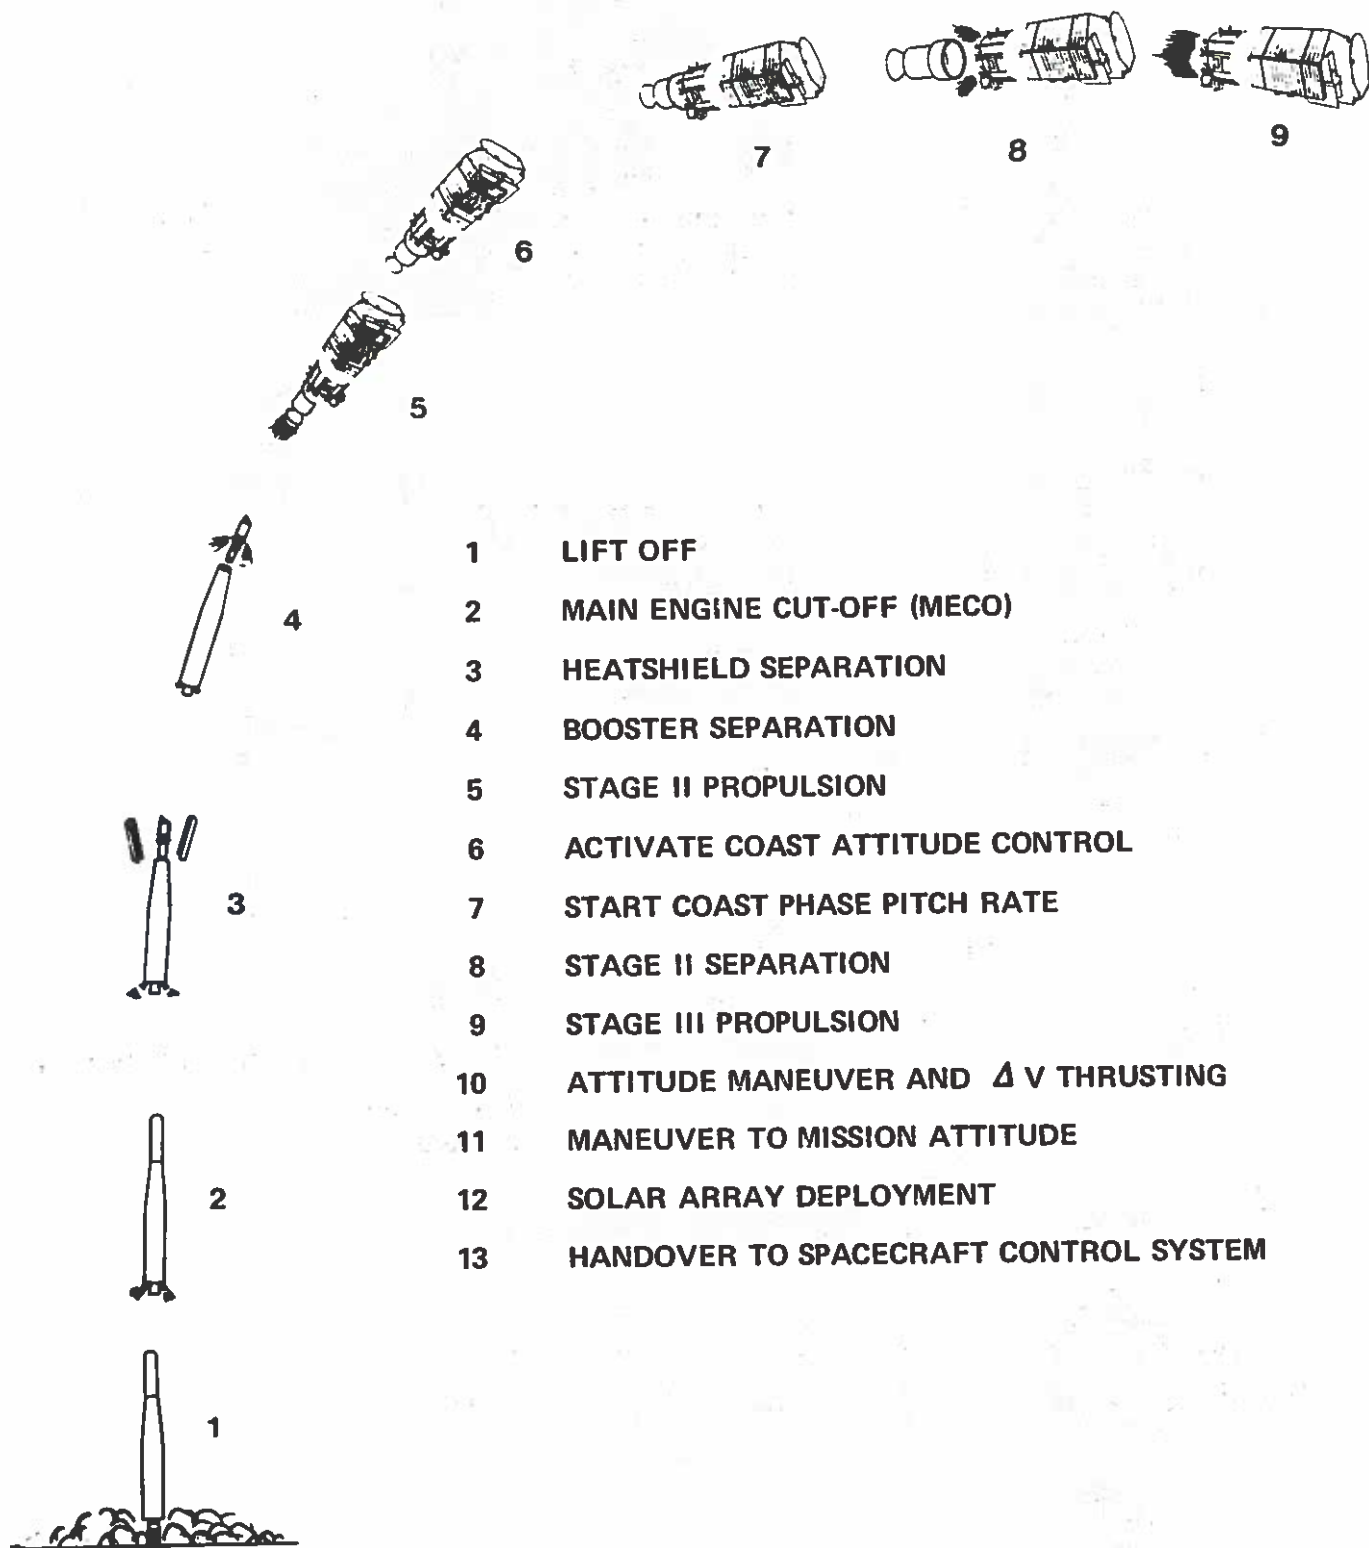 7
8
9
6
5
4
1 LIFT OFF
2 MAIN ENGINE CUT-OFF (MECO)
3 HEATSHIELD SEPARATION
4 BOOSTER SEPARATION
5 STAGE II PROPULSION
6 ACTIVATE COAST ATTITUDE CONTROL
7 START COAST PHASE PITCH RATE
8 STAGE II SEPARATION
9 STAGE III PROPULSION
10 ATTITUDE MANEUVER AND Δ V THRUSTING
11 MANEUVER TO MISSION ATTITUDE
12 SOLAR ARRAY DEPLOYMENT
13 HANDOVER TO SPACECRAFT CONTROL SYSTEM
3
2
1